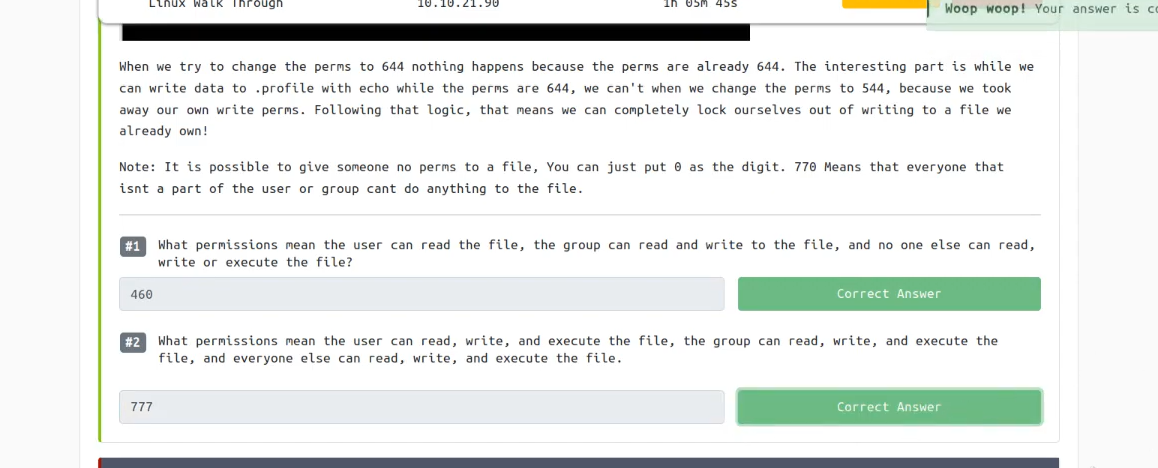 Linux Walk Through 10.10.21.90 1h 05m 45s
Woop woop! Your answer is
When we try to change the perms to 644 nothing happens because the perms are already 644. The interesting part is while we
can write data to .profile with echo while the perms are 644, we can't when we change the perms to 544, because we took
away our own write perms. Following that logic, that means we can completely lock ourselves out of writing to a file we
already own!
Note: It is possible to give someone no perms to a file, You can just put 0 as the digit. 770 Means that everyone that
isnt a part of the user or group cant do anything to the file.
#1 What permissions mean the user can read the file, the group can read and write to the file, and no one else can read,
write or execute the file?
460 Correct Answer
#2 What permissions mean the user can read, write, and execute the file, the group can read, write, and execute the
file, and everyone else can read, write, and execute the file.
777 Correct Answer